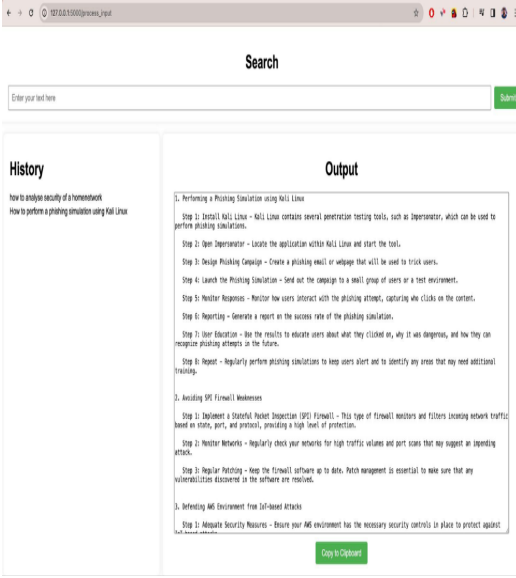 127.0.0.1:5000/process_input
Search
Enter your text here
Submit
History
how to analyse security of a homenetwork
How to perform a phishing simulation using Kali Linux
Output
1. Performing a Phishing Simulation using Kali Linux
Step 1: Install Kali Linux - Kali Linux contains several penetration testing tools, such as Impersonator, which can be used to
perform phishing simulations.
Step 2: Open Impersonator - Locate the application within Kali Linux and start the tool.
Step 3: Design Phishing Campaign - Create a phishing email or webpage that will be used to trick users.
Step 4: Launch the Phishing Simulation - Send out the campaign to a small group of users or a test environment.
Step 5: Monitor Responses - Monitor how users interact with the phishing attempt, capturing who clicks on the content.
Step 6: Reporting - Generate a report on the success rate of the phishing simulation.
Step 7: User Education - Use the results to educate users about what they clicked on, why it was dangerous, and how they can
recognize phishing attempts in the future.
Step 8: Repeat - Regularly perform phishing simulations to keep users alert and to identify any areas that may need additional
training.
2. Avoiding SPI Firewall Weaknesses
Step 1: Implement a Stateful Packet Inspection (SPI) Firewall - This type of firewall monitors and filters incoming network traffic
based on state, port, and protocol, providing a high level of protection.
Step 2: Monitor Networks - Regularly check your networks for high traffic volumes and port scans that may suggest an impending
attack.
Step 3: Regular Patching - Keep the firewall software up to date. Patch management is essential to make sure that any
vulnerabilities discovered in the software are resolved.
3. Defending AWS Environment from IoT-based Attacks
Step 1: Adequate Security Measures - Ensure your AWS environment has the necessary security controls in place to protect against
Copy to Clipboard